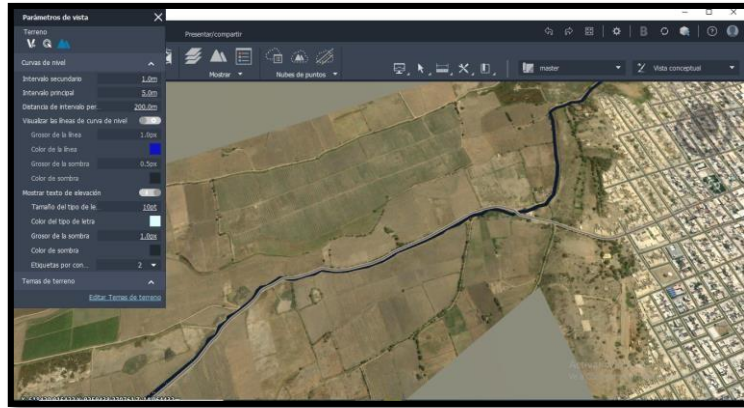 Parámetros de vista
Terreno
Presentar/compartir
Curvas de nivel
Mostrar
Nubes de puntos
master
Vista conceptual
Intervalo secundario 1.0m
Intervalo principal 5.0m
Distancia de intervalo per... 200.0m
Visualizar las líneas de curva de nivel
Grosor de la línea 1.0px
Color de la línea
Grosor de la sombra 0.5px
Color de sombra
Mostrar texto de elevación
Tamaño del tipo de le... 10pt
Color del tipo de letra
Grosor de la sombra 1.0px
Color de sombra
Etiquetas por con... 2
Temas de terreno
Editar Temas de terreno